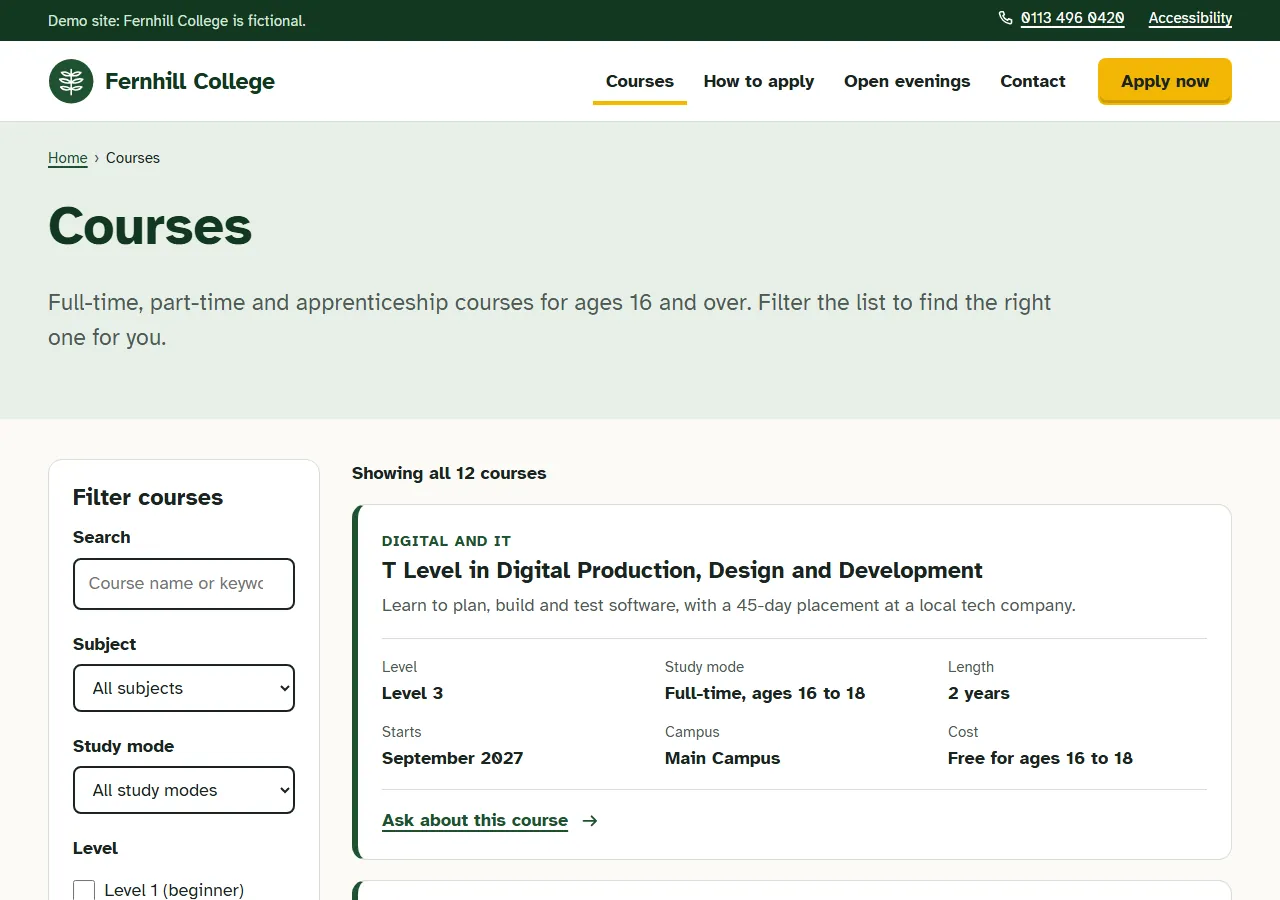 Demo site: Fernhill College is fictional.
0113 496 0420
Accessibility
Fernhill College
Courses
How to apply
Open evenings
Contact
Apply now
Home › Courses
Courses
Full-time, part-time and apprenticeship courses for ages 16 and over. Filter the list to find the right
one for you.
Filter courses
Search
Course name or keywo
Subject
All subjects
Study mode
All study modes
Level
Level 1 (beginner)
Showing all 12 courses
DIGITAL AND IT
T Level in Digital Production, Design and Development
Learn to plan, build and test software, with a 45-day placement at a local tech company.
Level
Level 3
Study mode
Full-time, ages 16 to 18
Length
2 years
Starts
September 2027
Campus
Main Campus
Cost
Free for ages 16 to 18
Ask about this course →